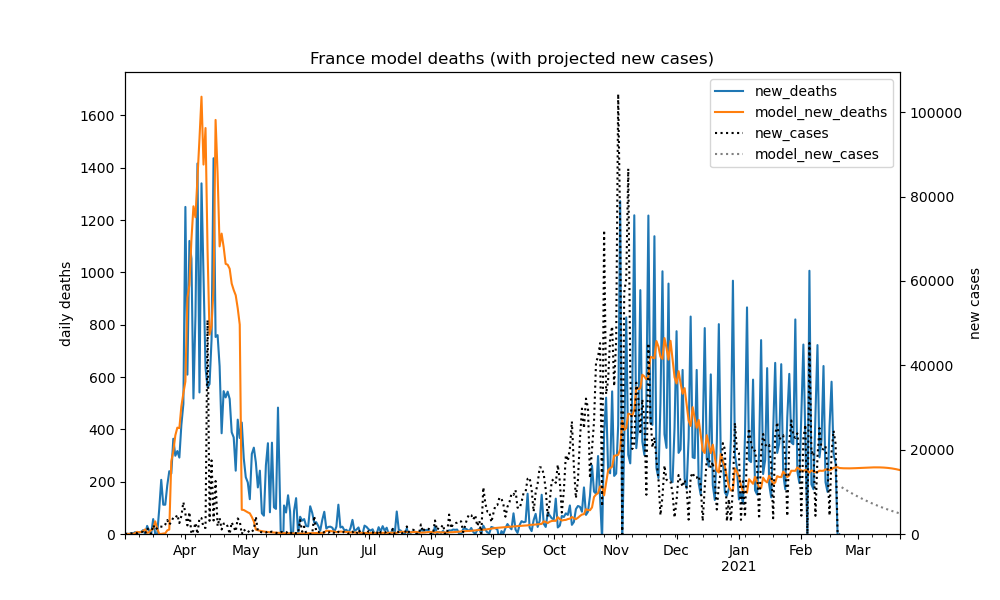 France model deaths (with projected new cases)
new_deaths
model_new_deaths
new_cases
model_new_cases
1600
1400
1200
1000
800
600
400
200
0
daily deaths
100000
80000
60000
40000
20000
0
new cases
Apr May Jun Jul Aug Sep Oct Nov Dec Jan Feb Mar
2021